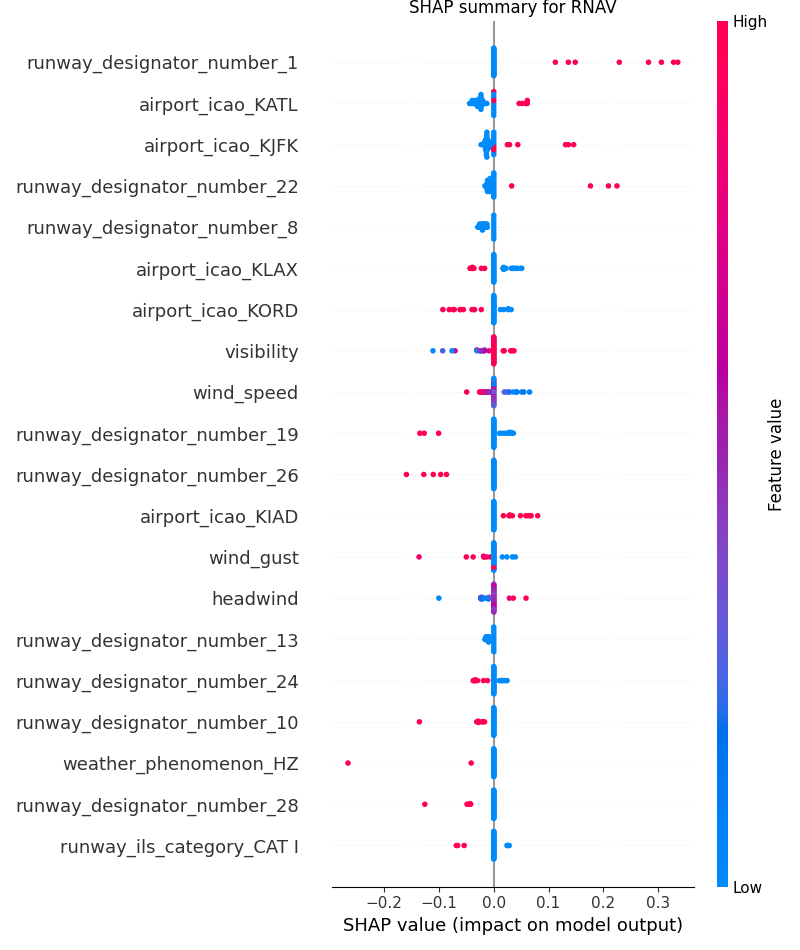 SHAP summary for RNAV
High
runway_designator_number_1
airport_icao_KATL
airport_icao_KJFK
runway_designator_number_22
runway_designator_number_8
airport_icao_KLAX
airport_icao_KORD
visibility
wind_speed
runway_designator_number_19
runway_designator_number_26
airport_icao_KIAD
wind_gust
headwind
runway_designator_number_13
runway_designator_number_24
runway_designator_number_10
weather_phenomenon_HZ
runway_designator_number_28
runway_ils_category_CAT I
Feature value
Low
−0.2 −0.1 0.0 0.1 0.2 0.3
SHAP value (impact on model output)